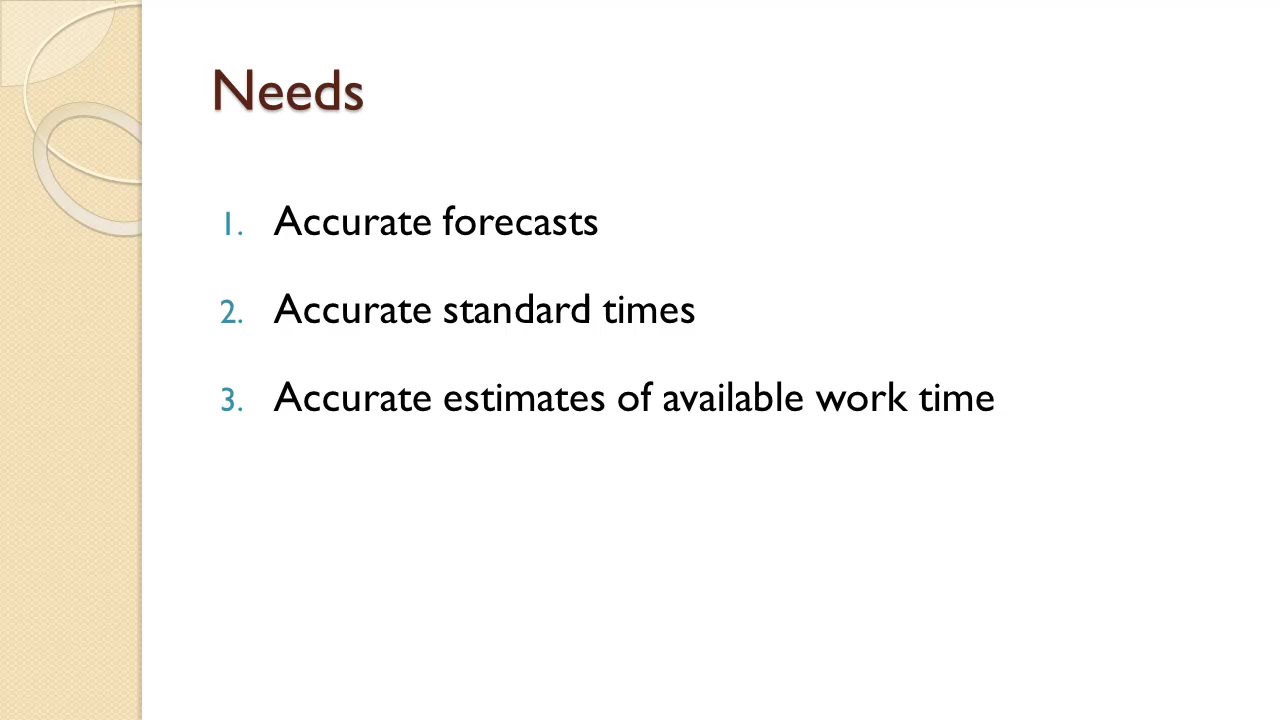 Needs
1. Accurate forecasts
2. Accurate standard times
3. Accurate estimates of available work time